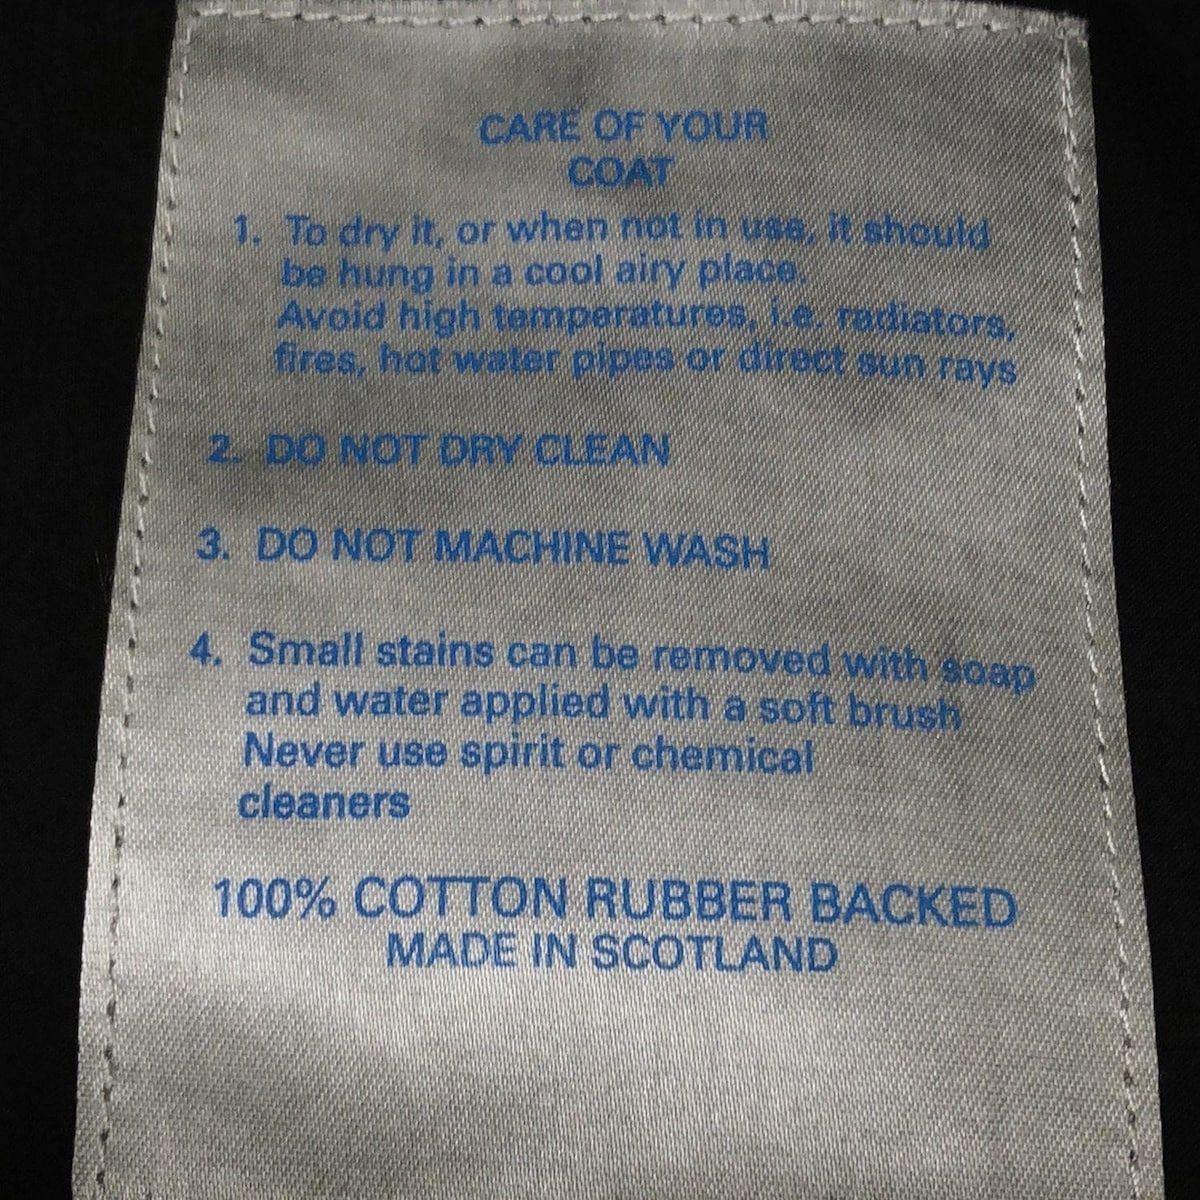 CARE OF YOUR
COAT
1. To dry it, or when not in use, it should
be hung in a cool airy place.
Avoid high temperatures, i.e. radiators,
fires, hot water pipes or direct sun rays
2. DO NOT DRY CLEAN
3. DO NOT MACHINE WASH
4. Small stains can be removed with soap
and water applied with a soft brush
Never use spirit or chemical
cleaners
100% COTTON RUBBER BACKED
MADE IN SCOTLAND